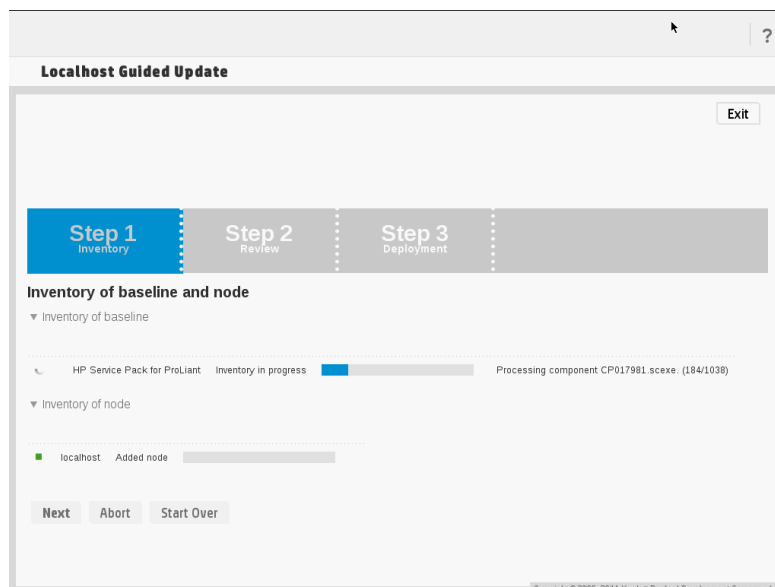 ?
Localhost Guided Update
Exit
Step 1
Inventory
Step 2
Review
Step 3
Deployment
Inventory of baseline and node
▼ Inventory of baseline
HP Service Pack for ProLiant Inventory in progress Processing component CP017981.scexe. (184/1038)
▼ Inventory of node
localhost Added node
Next Abort Start Over